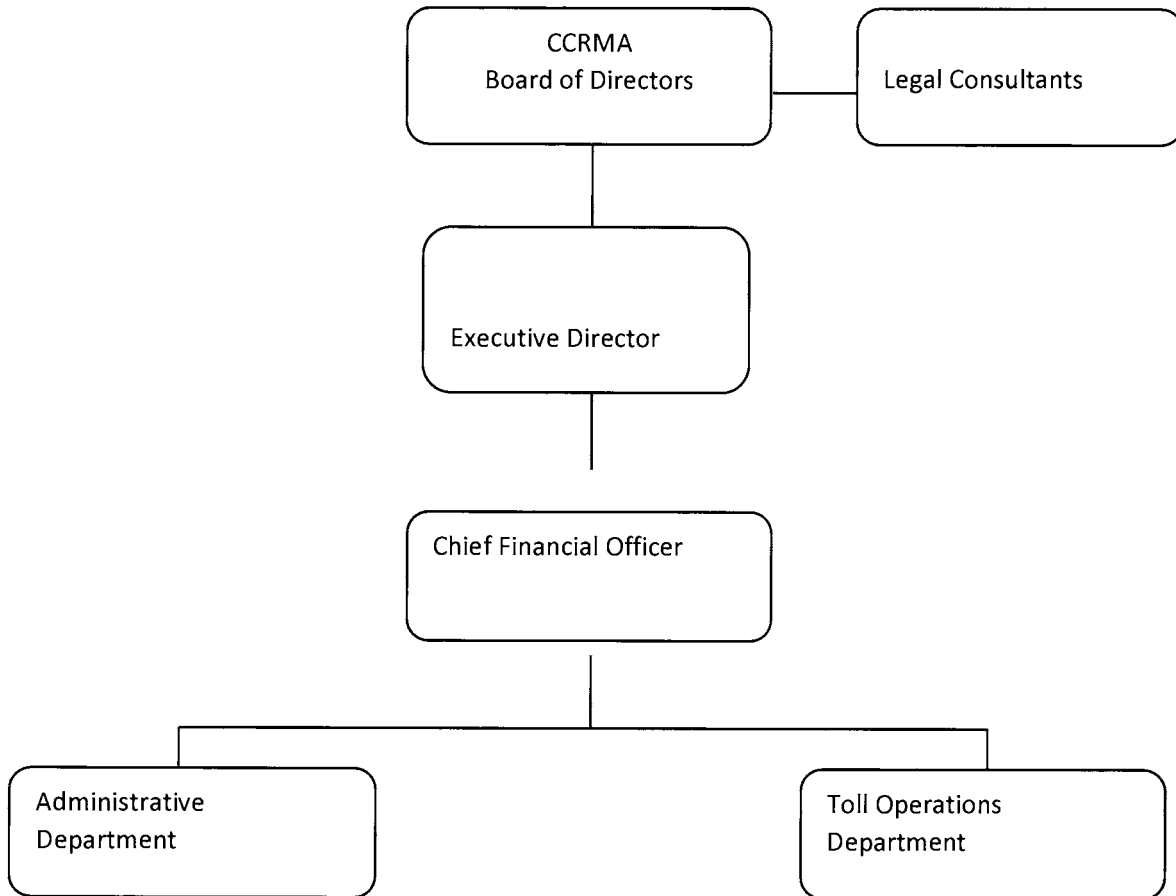 CCRMA
Board of Directors
Legal Consultants
Executive Director
Chief Financial Officer
Administrative
Department
Toll Operations
Department